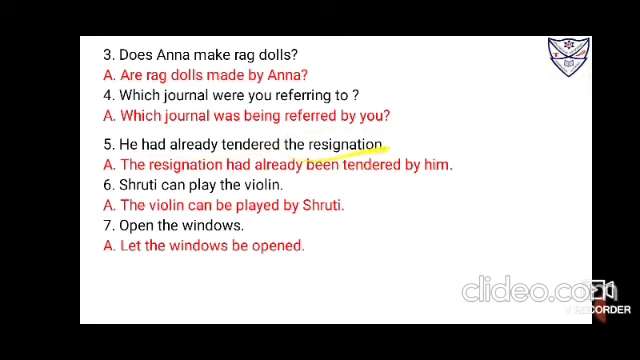 3. Does Anna make rag dolls?
A. Are rag dolls made by Anna?
4. Which journal were you referring to ?
A. Which journal was being referred by you?
5. He had already tendered the resignation.
A. The resignation had already been tendered by him.
6. Shruti can play the violin.
A. The violin can be played by Shruti.
7. Open the windows.
A. Let the windows be opened.
clideo.com
RECORDER